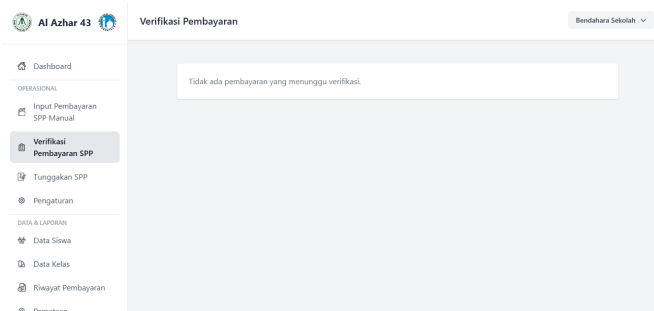 Al Azhar 43
Verifikasi Pembayaran
Bendahara Sekolah
Dashboard
OPERASIONAL
Input Pembayaran
SPP Manual
Verifikasi
Pembayaran SPP
Tunggakan SPP
Pengaturan
DATA & LAPORAN
Data Siswa
Data Kelas
Riwayat Pembayaran
Tidak ada pembayaran yang menunggu verifikasi.